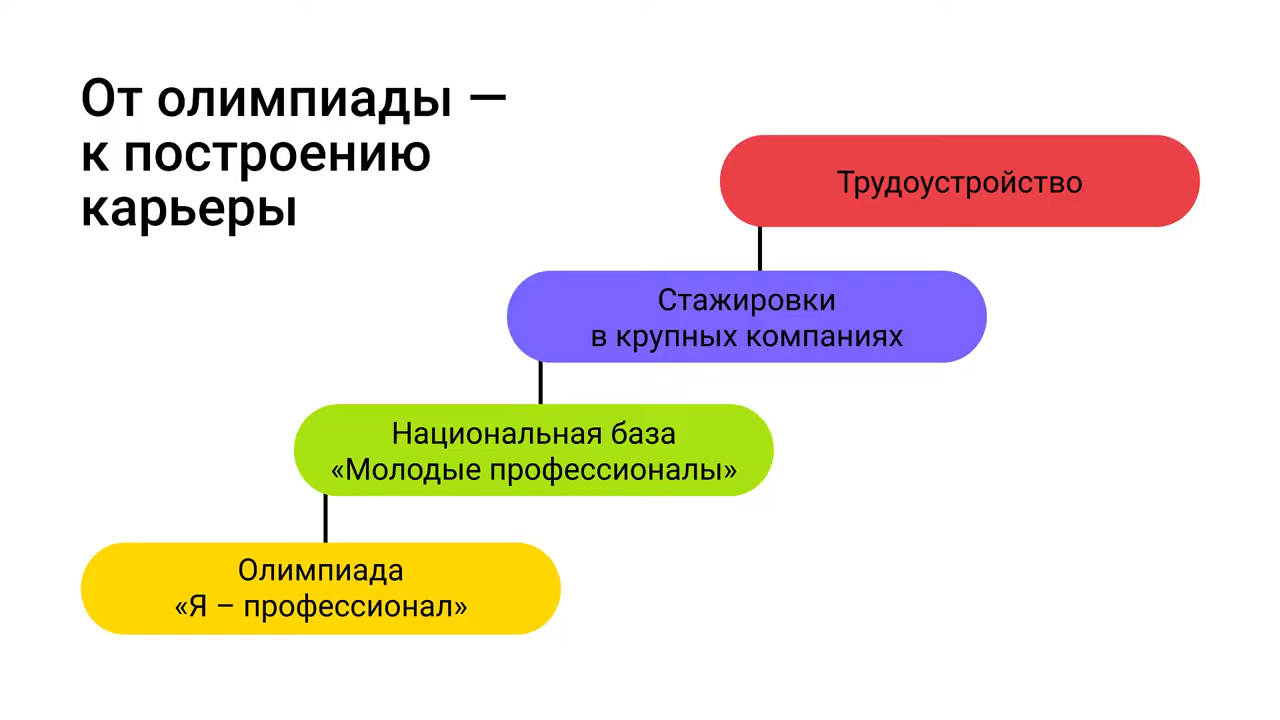 От олимпиады —
к построению
карьеры
Трудоустройство
Стажировки
в крупных компаниях
Национальная база
«Молодые профессионалы»
Олимпиада
«Я – профессионал»